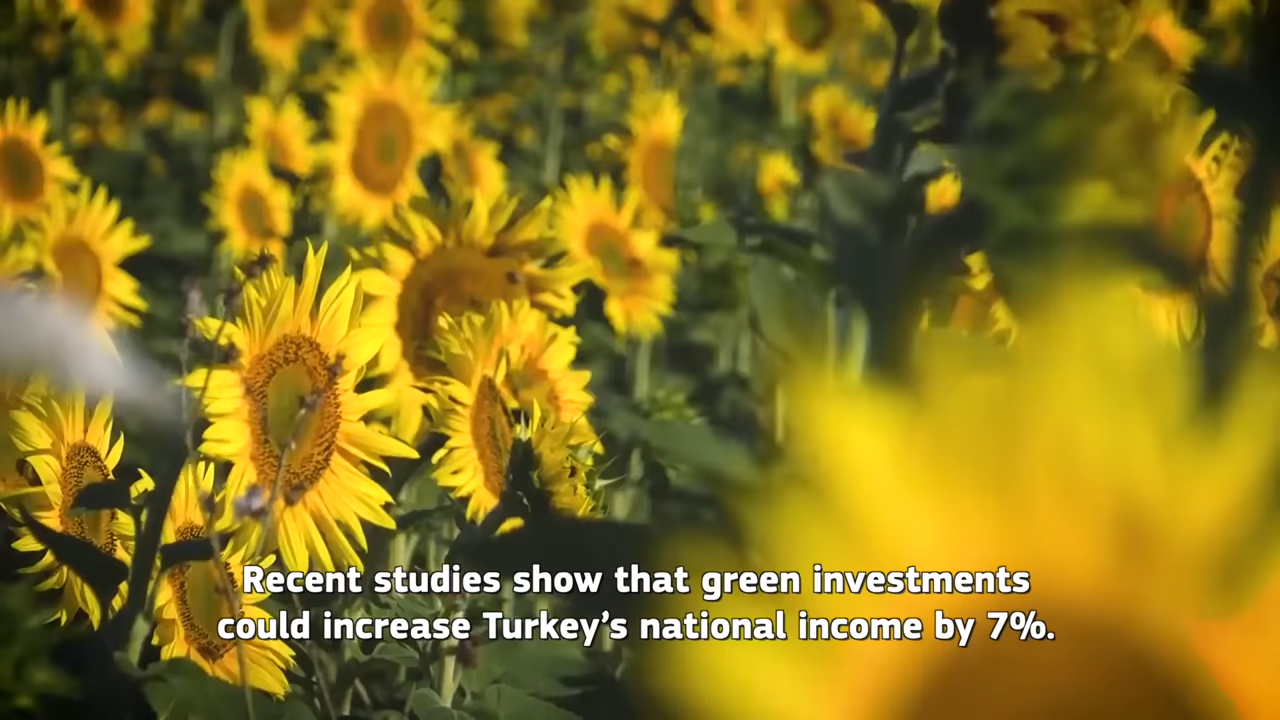 Recent studies show that green investments
could increase Turkey’s national income by 7%.